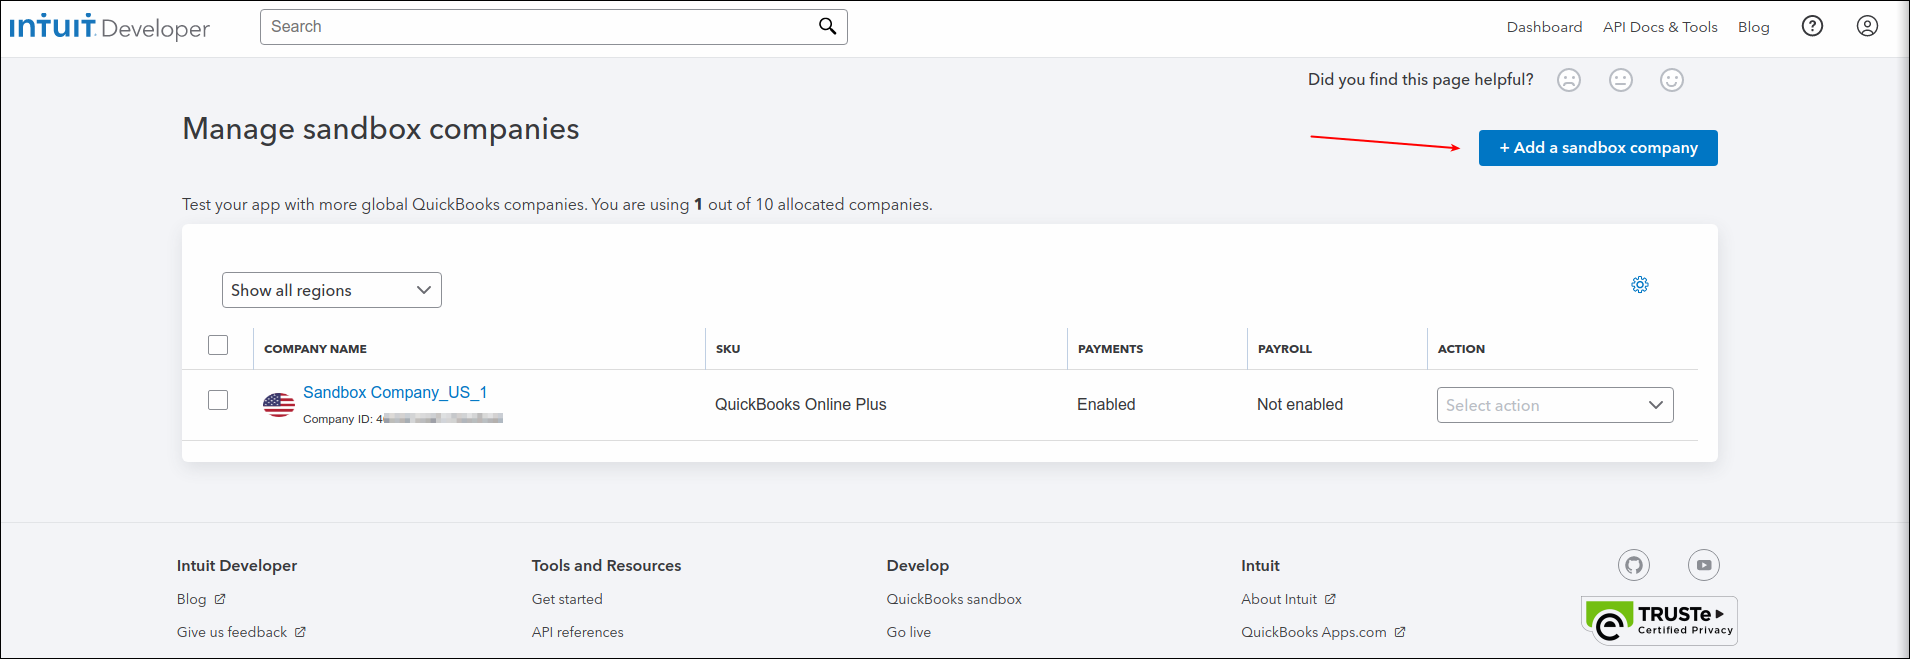 INTUIT Developer
Search
Dashboard API Docs & Tools Blog
Did you find this page helpful?
Manage sandbox companies
+ Add a sandbox company
Test your app with more global QuickBooks companies. You are using 1 out of 10 allocated companies.
Show all regions
COMPANY NAME SKU PAYMENTS PAYROLL ACTION
Sandbox Company_US_1
Company ID: 4
QuickBooks Online Plus Enabled Not enabled Select action
Intuit Developer Tools and Resources Develop Intuit
Blog Get started QuickBooks sandbox About Intuit
Give us feedback API references Go live QuickBooks Apps.com
TRUSTe
Certified Privacy